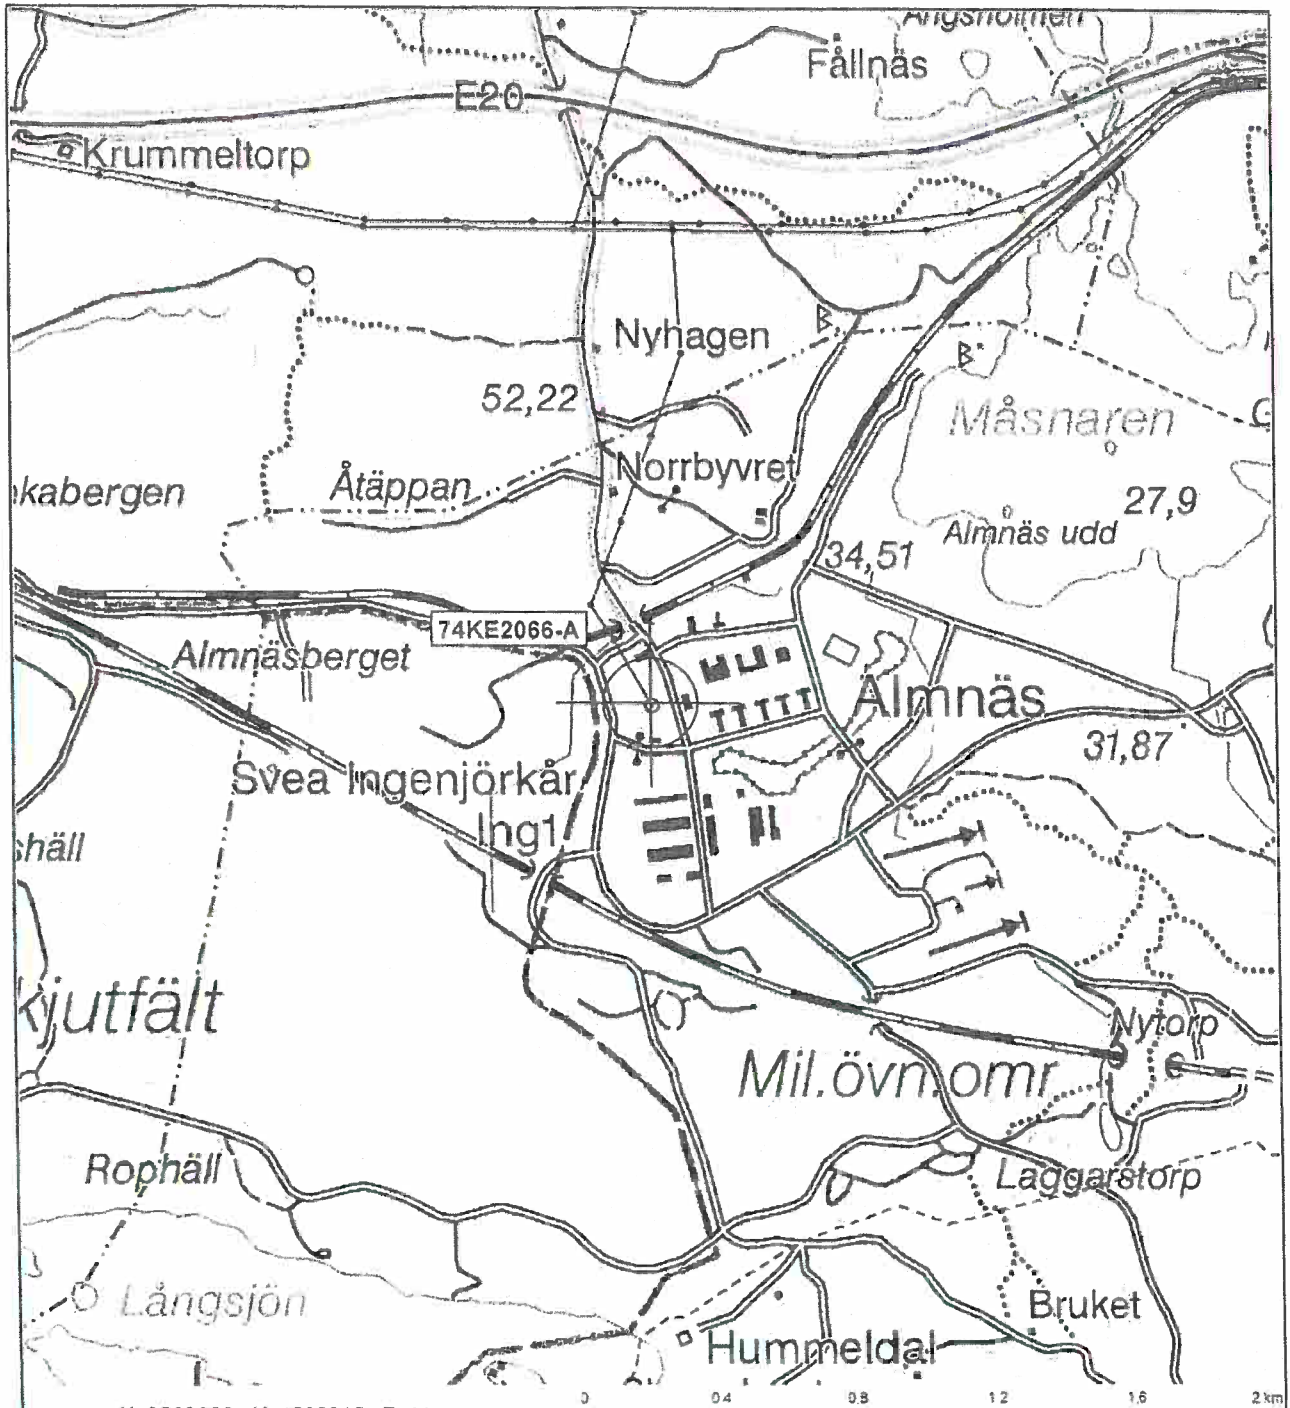 Ängsholmen
Fållnäs
E20
Krummeltorp
Nyhagen
52,22
Måsnaren
G
Norrbyvret
kabergen
Åtäppan
27,9
Almnäs udd
34,51
74KE2066-A
Almnäsberget
Almnäs
31,87
Svea Ingenjörkår
Ing1
häll
kjutfält
Nytorp
Mil.övn.omr
Rophäll
Laggarstorp
Långsjön
Bruket
Hummeldal
0 0,4 0,8 1,2 1,6 2 km